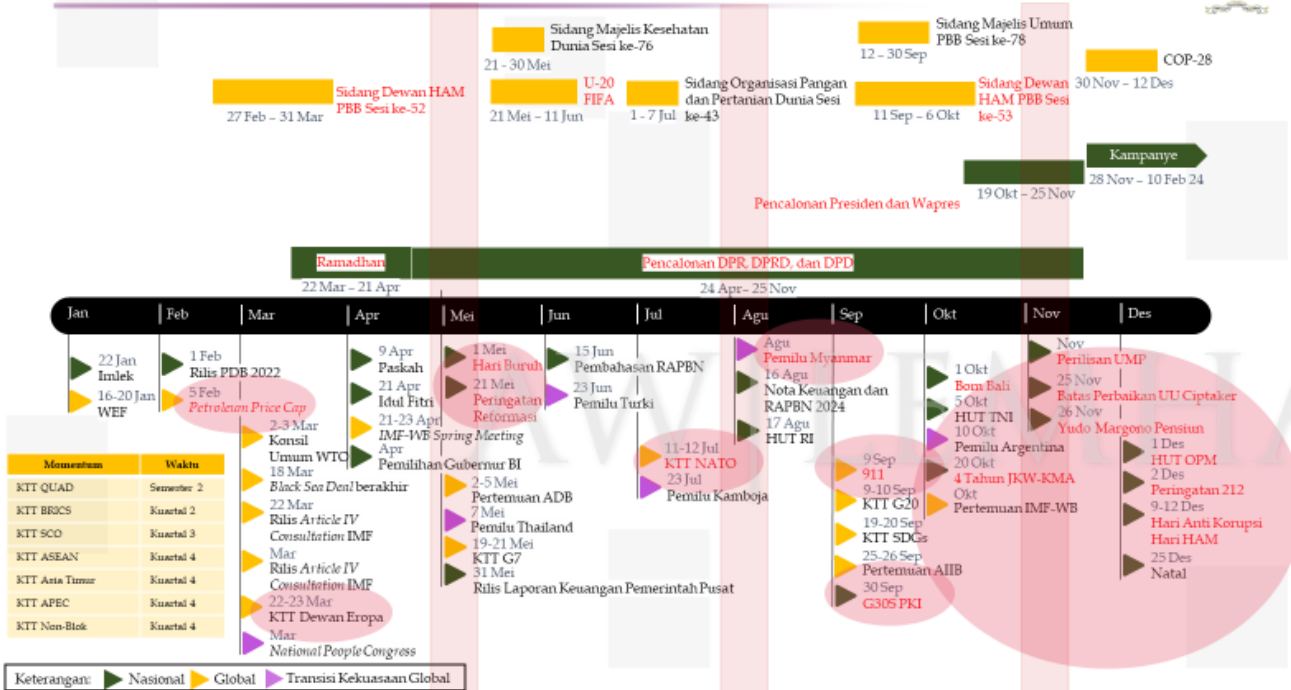 Sidang Majelis Kesehatan
Dunia Sesi ke-76
21 - 30 Mei
Sidang Majelis Umum
PBB Sesi ke-78
12 – 30 Sep
COP-28
30 Nov – 12 Des
Sidang Dewan HAM
PBB Sesi ke-52
27 Feb – 31 Mar
U-20
FIFA
21 Mei – 11 Jun
Sidang Organisasi Pangan
dan Pertanian Dunia Sesi
ke-43
1 - 7 Jul
Sidang Dewan
HAM PBB Sesi
ke-53
11 Sep – 6 Okt
Kampanye
28 Nov – 10 Feb 24
19 Okt – 25 Nov
Pencalonan Presiden dan Wapres
Ramadhan
22 Mar – 21 Apr
Pencalonan DPR, DPRD, dan DPD
24 Apr– 25 Nov
Jan
Feb
Mar
Apr
Mei
Jun
Jul
Agu
Sep
Okt
Nov
Des
22 Jan
Imlek
16-20 Jan
WEF
1 Feb
Rilis PDB 2022
5 Feb
Petroleum Price Cap
2-3 Mar
Konsil
Umum WTO
18 Mar
Black Sea Deal berakhir
22 Mar
Rilis Article IV
Consultation IMF
Mar
Rilis Article IV
Consultation IMF
22-23 Mar
KTT Dewan Eropa
Mar
National People Congress
9 Apr
Paskah
21 Apr
Idul Fitri
21-23 Apr
IMF-WB Spring Meeting
Apr
Pemilihan Gubernur BI
1 Mei
Hari Buruh
21 Mei
Peringatan
Reformasi
2-5 Mei
Pertemuan ADB
7 Mei
Pemilu Thailand
19-21 Mei
KTT G7
31 Mei
Rilis Laporan Keuangan Pemerintah Pusat
15 Jun
Pembahasan RAPBN
23 Jun
Pemilu Turki
11-12 Jul
KTT NATO
23 Jul
Pemilu Kamboja
Agu
Pemilu Myanmar
16 Agu
Nota Keuangan dan
RAPBN 2024
17 Agu
HUT RI
9 Sep
911
9-10 Sep
KTT G20
19-20 Sep
KTT SDGs
25-26 Sep
Pertemuan AIIB
30 Sep
G30S PKI
1 Okt
Bom Bali
5 Okt
HUT TNI
10 Okt
Pemilu Argentina
20 Okt
4 Tahun JKW-KMA
Okt
Pertemuan IMF-WB
Nov
Perilisan UMP
25 Nov
Batas Perbaikan UU Ciptaker
26 Nov
Yudo Margono Pensiun
1 Des
HUT OPM
2 Des
Peringatan 212
9-12 Des
Hari Anti Korupsi
Hari HAM
25 Des
Natal
Momentum Waktu
KTT QUAD Semester 2
KTT BRICS Kuartal 2
KTT SCO Kuartal 3
KTT ASEAN Kuartal 4
KTT Asia Timur Kuartal 4
KTT APEC Kuartal 4
KTT Non-Blok Kuartal 4
Keterangan: Nasional Global Transisi Kekuasaan Global